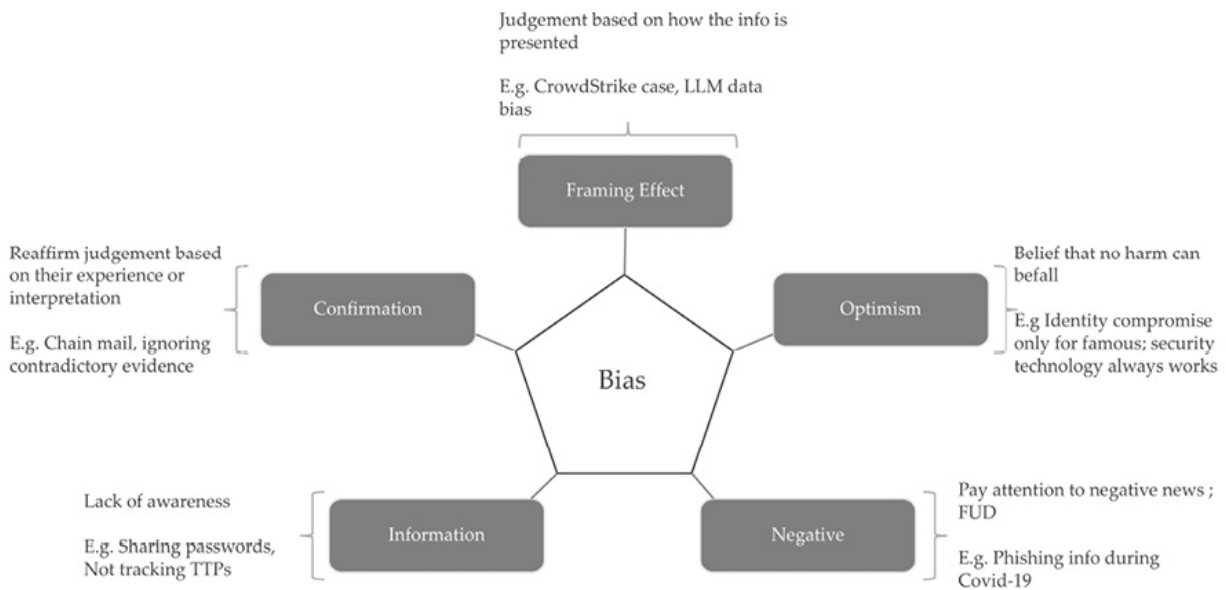 Judgement based on how the info is
presented
E.g. CrowdStrike case, LLM data
bias
Framing Effect
Reaffirm judgement based
on their experience or
interpretation
E.g. Chain mail, ignoring
contradictory evidence
Confirmation
Optimism
Belief that no harm can
befall
E.g Identity compromise
only for famous; security
technology always works
Bias
Lack of awareness
E.g. Sharing passwords,
Not tracking TTPs
Information
Negative
Pay attention to negative news ;
FUD
E.g. Phishing info during
Covid-19